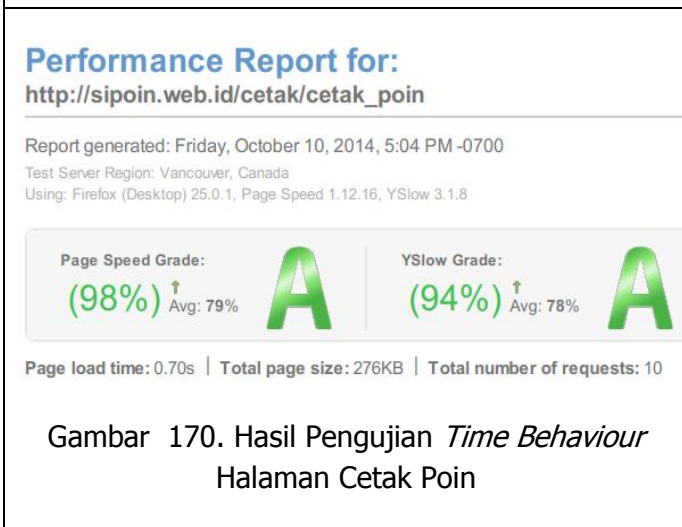 Performance Report for:
http://sipoin.web.id/cetak/cetak_poin
Report generated: Friday, October 10, 2014, 5:04 PM -0700
Test Server Region: Vancouver, Canada
Using: Firefox (Desktop) 25.0.1, Page Speed 1.12.16, YSlow 3.1.8
Page Speed Grade:
(98%) ↑ Avg: 79% A
YSlow Grade:
(94%) ↑ Avg: 78% A
Page load time: 0.70s | Total page size: 276KB | Total number of requests: 10
Gambar 170. Hasil Pengujian Time Behaviour
Halaman Cetak Poin